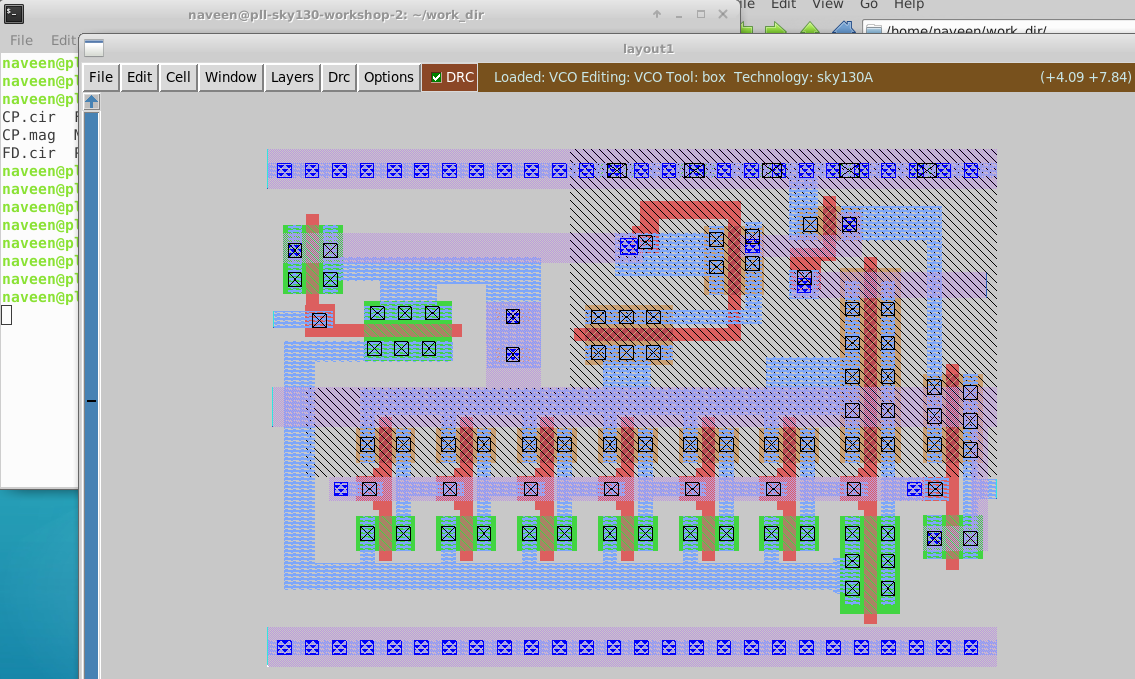 naveen@pll-sky130-workshop-2: ~/work_dir
Edit View Go Help
/home/naveen/work_dir/
File Edit
layout1
File Edit Cell Window Layers Drc Options DRC Loaded: VCO Editing: VCO Tool: box Technology: sky130A (+4.09 +7.84)
naveen@pl
naveen@pl
naveen@pl
CP.cir
CP.mag
FD.cir
naveen@pl
naveen@pl
naveen@pl
naveen@pl
naveen@pl
naveen@pl
naveen@pl
naveen@pl